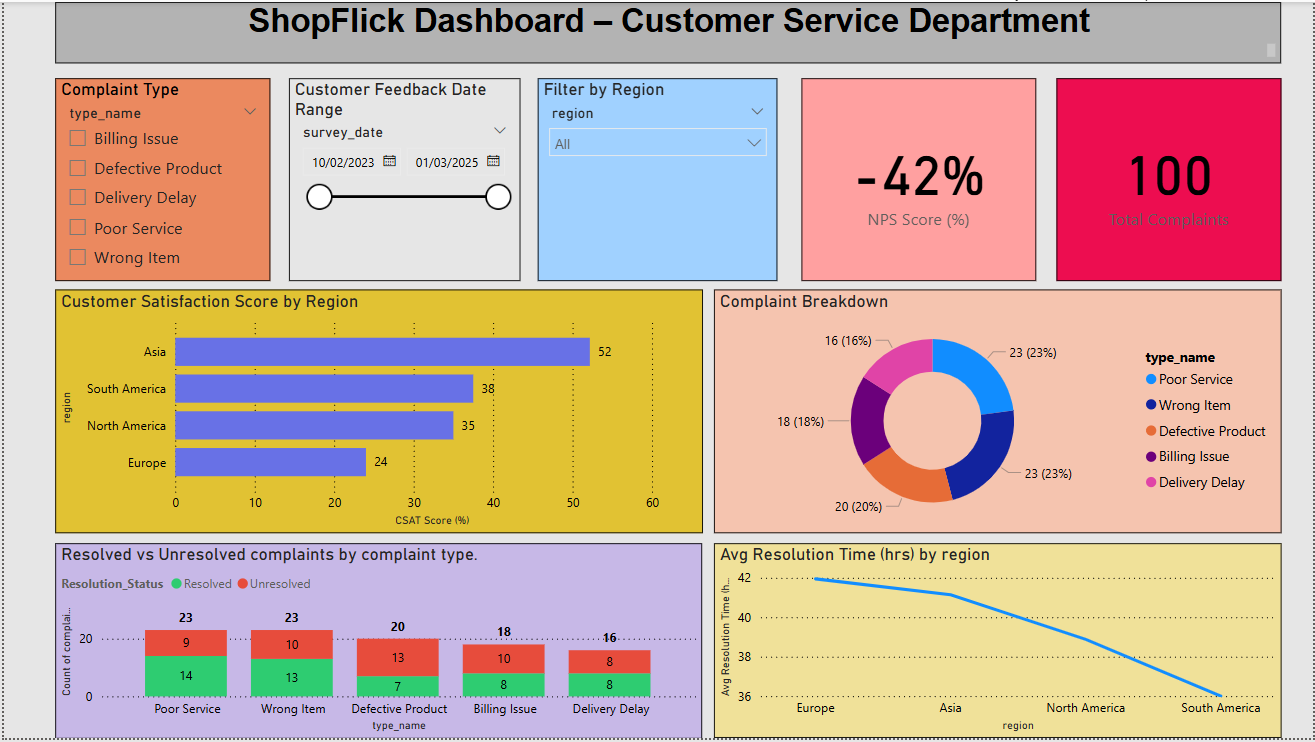 ShopFlick Dashboard – Customer Service Department
Complaint Type
type_name
Billing Issue
Defective Product
Delivery Delay
Poor Service
Wrong Item
Customer Feedback Date
Range
survey_date
10/02/2023 01/03/2025
Filter by Region
region
All
-42%
NPS Score (%)
100
Total Complaints
Customer Satisfaction Score by Region
region
Asia 52
South America 38
North America 35
Europe 24
0 10 20 30 40 50 60
CSAT Score (%)
Complaint Breakdown
16 (16%)
23 (23%)
18 (18%)
23 (23%)
20 (20%)
type_name
Poor Service
Wrong Item
Defective Product
Billing Issue
Delivery Delay
Resolved vs Unresolved complaints by complaint type.
Resolution_Status Resolved Unresolved
Count of complai...
20
0
23 23 20 18 16
9 10 13 10 8
14 13 7 8 8
Poor Service Wrong Item Defective Product Billing Issue Delivery Delay
type_name
Avg Resolution Time (hrs) by region
Avg Resolution Time (h...
42
40
38
36
Europe Asia North America South America
region